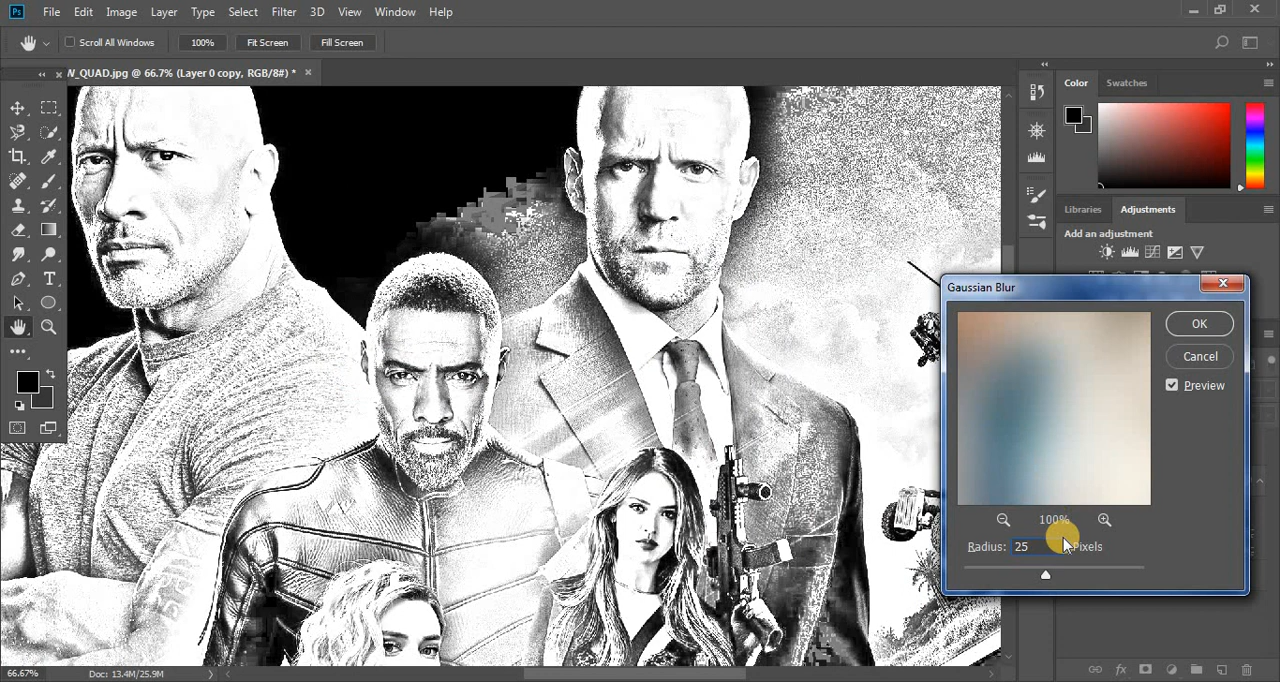 Ps File Edit Image Layer Type Select Filter 3D View Window Help
Scroll All Windows 100% Fit Screen Fill Screen
W_QUAD.jpg @ 66.7% (Layer 0 copy, RGB/8#) *
Color Swatches
Libraries Adjustments
Add an adjustment
Gaussian Blur
OK
Cancel
Preview
100%
Radius: 25 Pixels
66.67% Doc: 13.4M/25.9M
fx